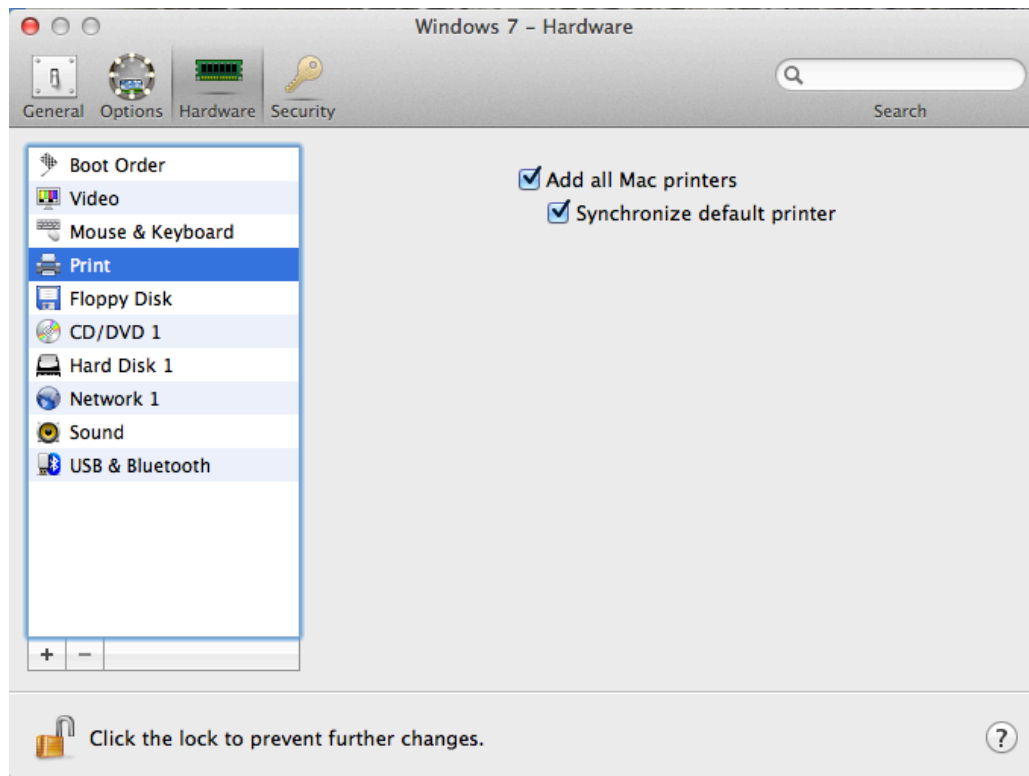 Windows 7 – Hardware
General Options Hardware Security
Search
Boot Order
Video
Mouse & Keyboard
Print
Floppy Disk
CD/DVD 1
Hard Disk 1
Network 1
Sound
USB & Bluetooth
+ −
Add all Mac printers
Synchronize default printer
Click the lock to prevent further changes.
?